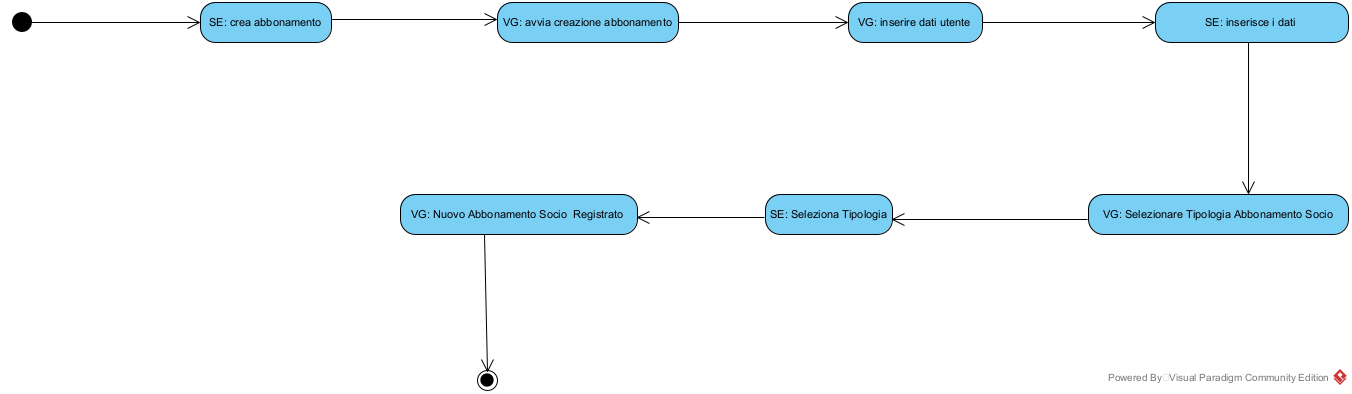 SE: crea abbonamento
VG: avvia creazione abbonamento
VG: inserire dati utente
SE: inserisce i dati
VG: Nuovo Abbonamento Socio  Registrato
SE: Seleziona Tipologia
VG: Selezionare Tipologia Abbonamento Socio
Powered By Visual Paradigm Community Edition